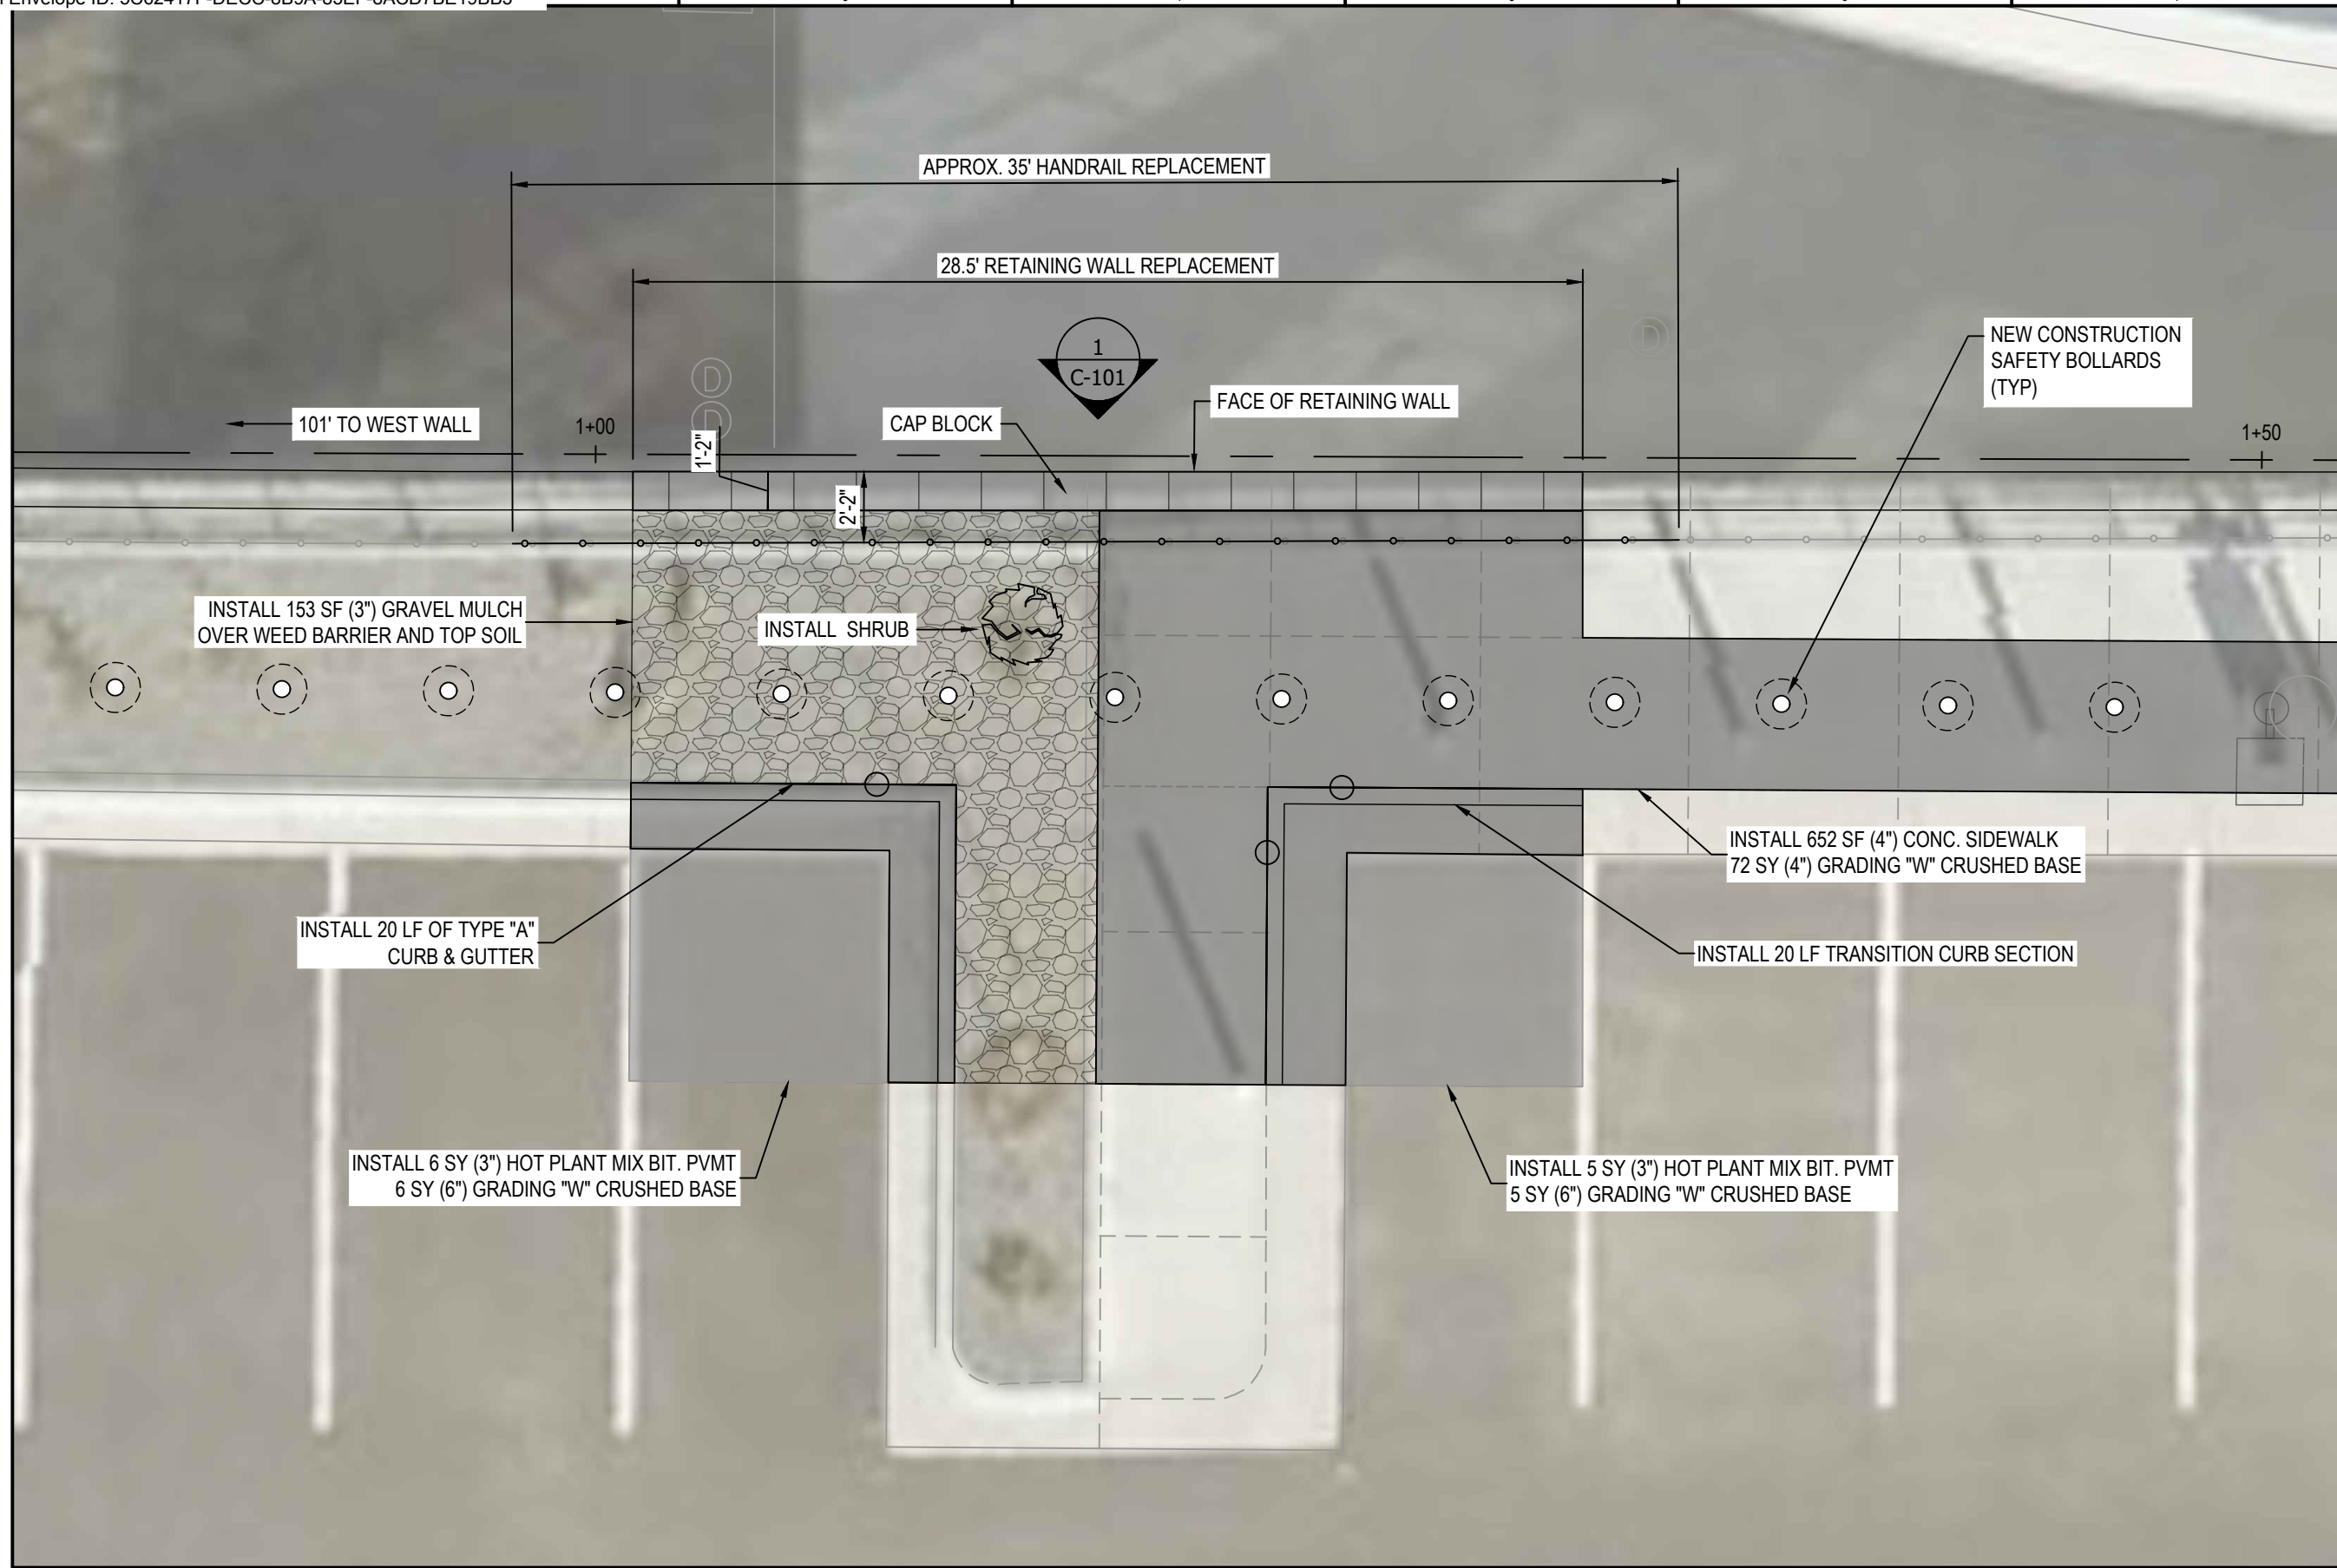 APPROX. 35' HANDRAIL REPLACEMENT
28.5' RETAINING WALL REPLACEMENT
1
C-101
NEW CONSTRUCTION
SAFETY BOLLARDS
(TYP)
D
D
D
101' TO WEST WALL
1+00
CAP BLOCK
FACE OF RETAINING WALL
1+50
1'-2"
2'-2"
INSTALL 153 SF (3") GRAVEL MULCH
OVER WEED BARRIER AND TOP SOIL
INSTALL SHRUB
INSTALL 652 SF (4") CONC. SIDEWALK
72 SY (4") GRADING "W" CRUSHED BASE
INSTALL 20 LF OF TYPE "A"
CURB & GUTTER
INSTALL 20 LF TRANSITION CURB SECTION
INSTALL 6 SY (3") HOT PLANT MIX BIT. PVMT
6 SY (6") GRADING "W" CRUSHED BASE
INSTALL 5 SY (3") HOT PLANT MIX BIT. PVMT
5 SY (6") GRADING "W" CRUSHED BASE